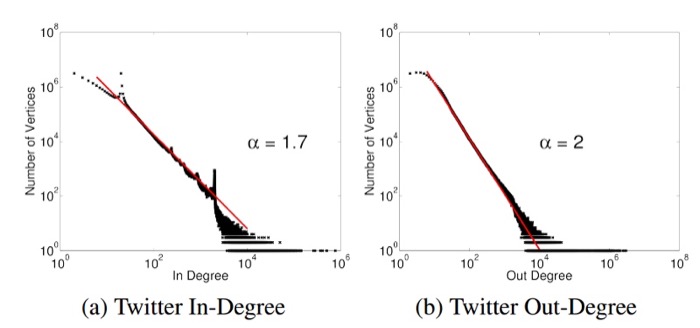 10^8
10^6
10^4
10^2
10^0
Number of Vertices
α = 1.7
10^0 10^2 10^4 10^6
In Degree
(a) Twitter In-Degree
10^8
10^6
10^4
10^2
10^0
Number of Vertices
α = 2
10^0 10^2 10^4 10^6 10^8
Out Degree
(b) Twitter Out-Degree